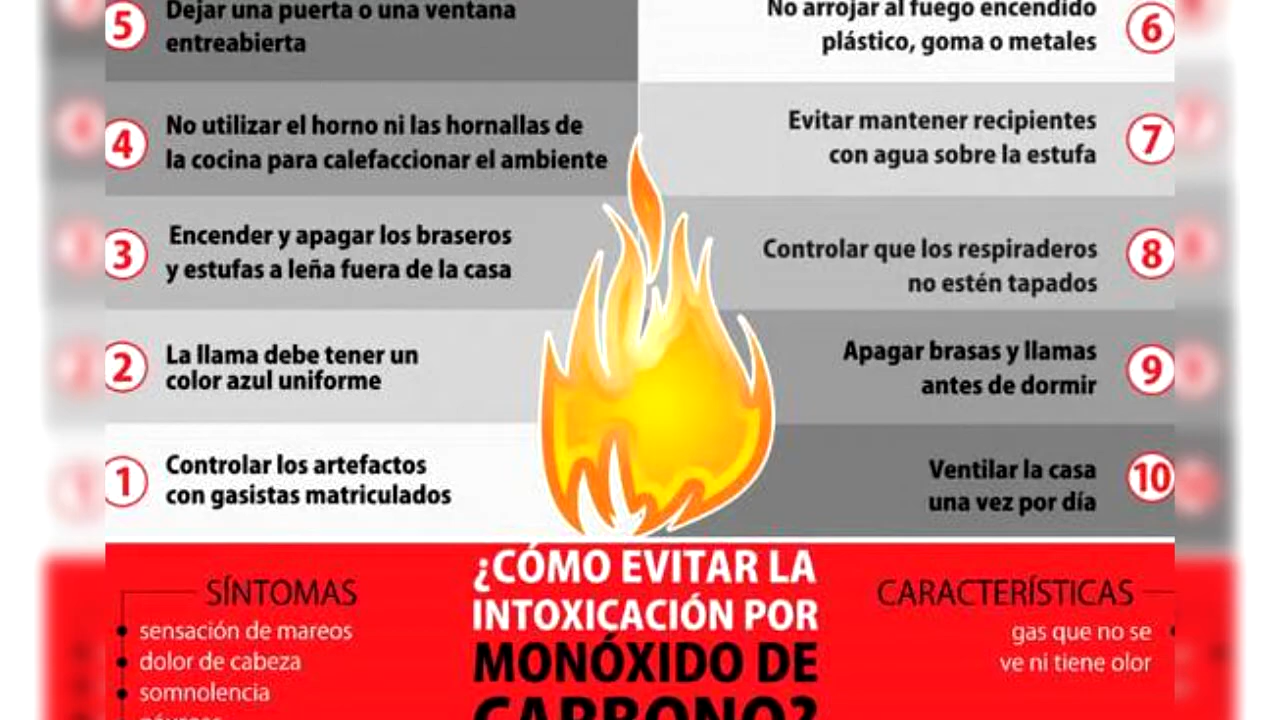 5
Dejar una puerta o una ventana
entreabierta
No arrojar al fuego encendido
plástico, goma o metales
6
4
No utilizar el horno ni las hornallas de
la cocina para calefaccionar el ambiente
Evitar mantener recipientes
con agua sobre la estufa
7
3
Encender y apagar los braseros
y estufas a leña fuera de la casa
Controlar que los respiraderos
no estén tapados
8
2
La llama debe tener un
color azul uniforme
Apagar brasas y llamas
antes de dormir
9
1
Controlar los artefactos
con gasistas matriculados
Ventilar la casa
una vez por día
10
¿CÓMO EVITAR LA
INTOXICACIÓN POR
MONÓXIDO DE
CARBONO?
SÍNTOMAS
sensación de mareos
dolor de cabeza
somnolencia
CARACTERÍSTICAS
gas que no se
ve ni tiene olor